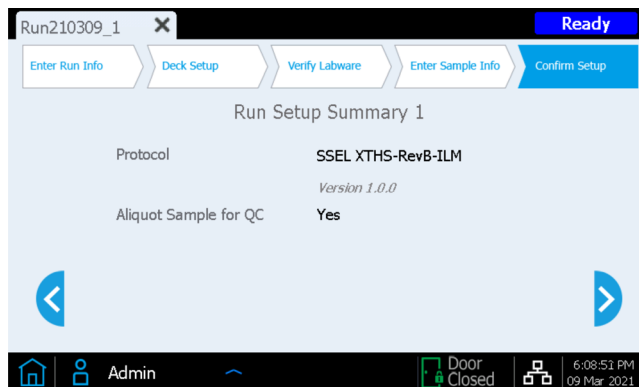 Run210309_1
Ready
Enter Run Info
Deck Setup
Verify Labware
Enter Sample Info
Confirm Setup
Run Setup Summary 1
Protocol SSEL XTHS-RevB-ILM
Version 1.0.0
Aliquot Sample for QC Yes
Admin
Door
Closed
6:08:51 PM
09 Mar 2021